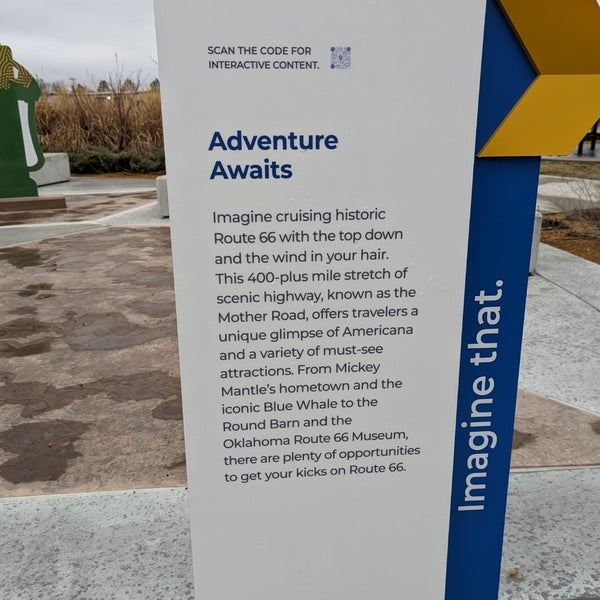 SCAN THE CODE FOR
INTERACTIVE CONTENT.
Adventure
Awaits
Imagine cruising historic
Route 66 with the top down
and the wind in your hair.
This 400-plus mile stretch of
scenic highway, known as the
Mother Road, offers travelers a
unique glimpse of Americana
and a variety of must-see
attractions. From Mickey
Mantle's hometown and the
iconic Blue Whale to the
Round Barn and the
Oklahoma Route 66 Museum,
there are plenty of opportunities
to get your kicks on Route 66.
Imagine that.